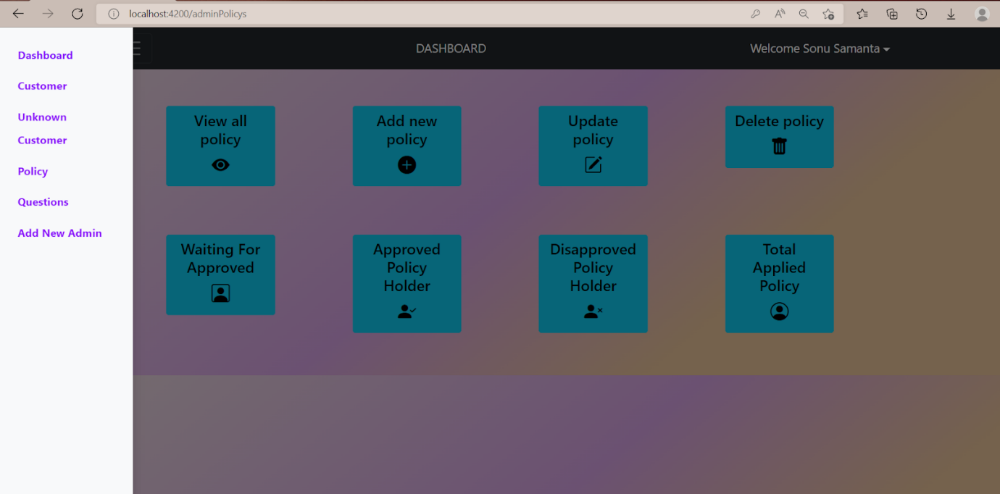 localhost:4200/adminPolicys
DASHBOARD
Welcome Sonu Samanta
Dashboard
Customer
Unknown
Customer
Policy
Questions
Add New Admin
View all
policy
Add new
policy
Update
policy
Delete policy
Waiting For
Approved
Approved
Policy
Holder
Disapproved
Policy
Holder
Total
Applied
Policy